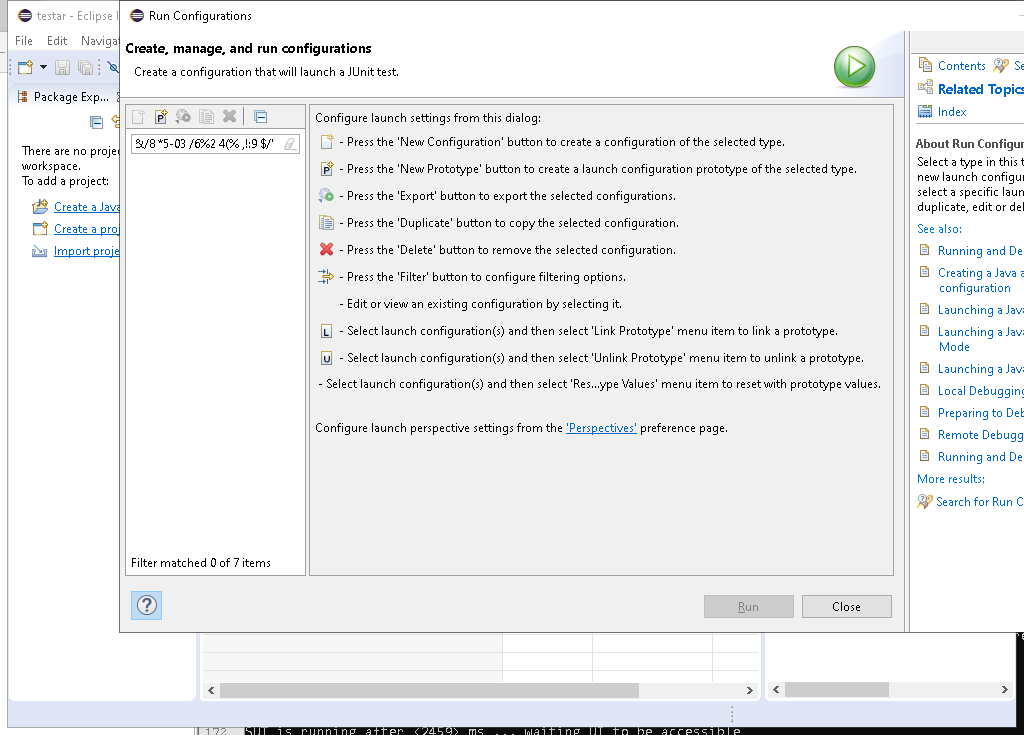 testar - Eclipse I
Run Configurations
File Edit Navigat
Create, manage, and run configurations
Create a configuration that will launch a JUnit test.
Package Exp...
There are no proje
workspace.
To add a project:
Create a Java
Create a proj
Import proje
&/8 *5-03 /6%2 4(% ,!:9 $/'
Filter matched 0 of 7 items
Configure launch settings from this dialog:
- Press the 'New Configuration' button to create a configuration of the selected type.
- Press the 'New Prototype' button to create a launch configuration prototype of the selected type.
- Press the 'Export' button to export the selected configurations.
- Press the 'Duplicate' button to copy the selected configuration.
- Press the 'Delete' button to remove the selected configuration.
- Press the 'Filter' button to configure filtering options.
- Edit or view an existing configuration by selecting it.
L - Select launch configuration(s) and then select 'Link Prototype' menu item to link a prototype.
U - Select launch configuration(s) and then select 'Unlink Prototype' menu item to unlink a prototype.
- Select launch configuration(s) and then select 'Res...ype Values' menu item to reset with prototype values.
Configure launch perspective settings from the 'Perspectives' preference page.
Run
Close
Contents Se
Related Topics
Index
About Run Configur
Select a type in this t
new launch configur
select a specific laun
duplicate, edit or del
See also:
Running and De
Creating a Java a
configuration
Launching a Java
Launching a Java
Mode
Launching a Java
Local Debugging
Preparing to Deb
Remote Debugg
Running and De
More results:
Search for Run C
172 SUT is running after <2459> ms ... waiting UI to be accessible